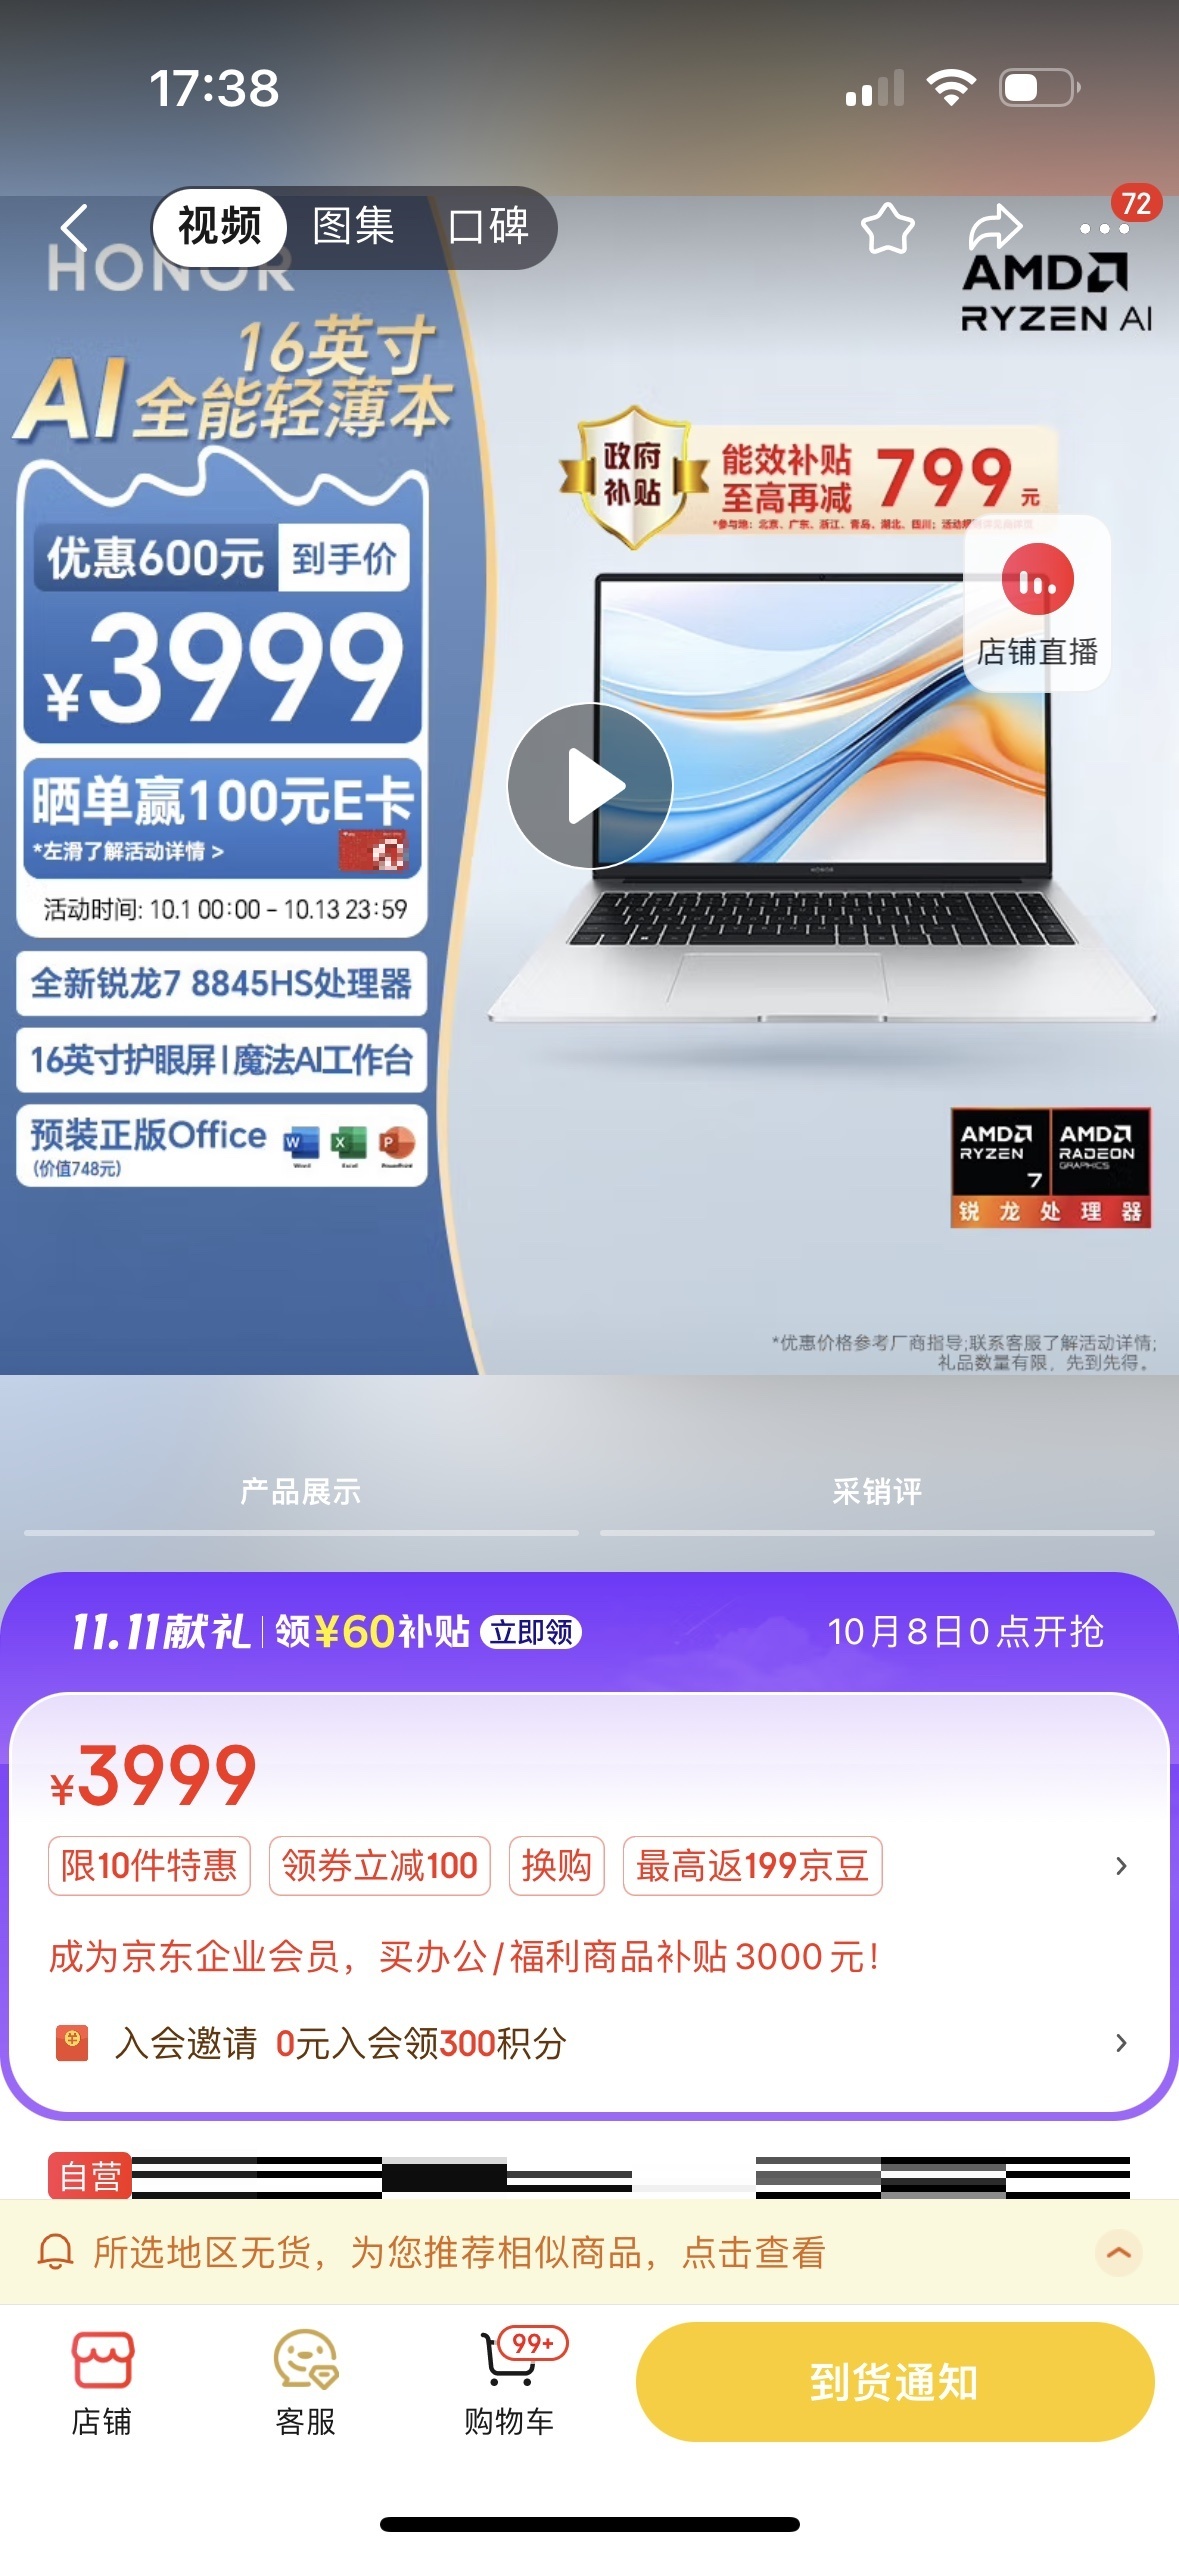 17:38
视频
图集
口碑
72
HONOR
AMD
RYZEN AI
16英寸
AI全能轻薄本
政府
补贴
能效补贴
至高再减
799元
优惠600元
到手价
¥3999
店铺直播
晒单赢100元E卡
*左滑了解活动详情 >
活动时间: 10.1 00:00 - 10.13 23:59
全新锐龙7 8845HS处理器
16英寸护眼屏 | 魔法AI工作台
预装正版Office
(价值748元)
W
X
P
Word
Excel
PowerPoint
HONOR
AMD
RYZEN
7
AMD
RADEON
GRAPHICS
锐龙处理器
*优惠价格参考厂商指导;联系客服了解活动详情;
礼品数量有限，先到先得。
产品展示
采销评
11.11献礼
领¥60补贴
立即领
10月8日0点开抢
¥3999
限10件特惠
领券立减100
换购
最高返199京豆
成为京东企业会员，买办公/福利商品补贴3000元！
入会邀请 0元入会领300积分
自营
所选地区无货，为您推荐相似商品，点击查看
99+
店铺
客服
购物车
到货通知